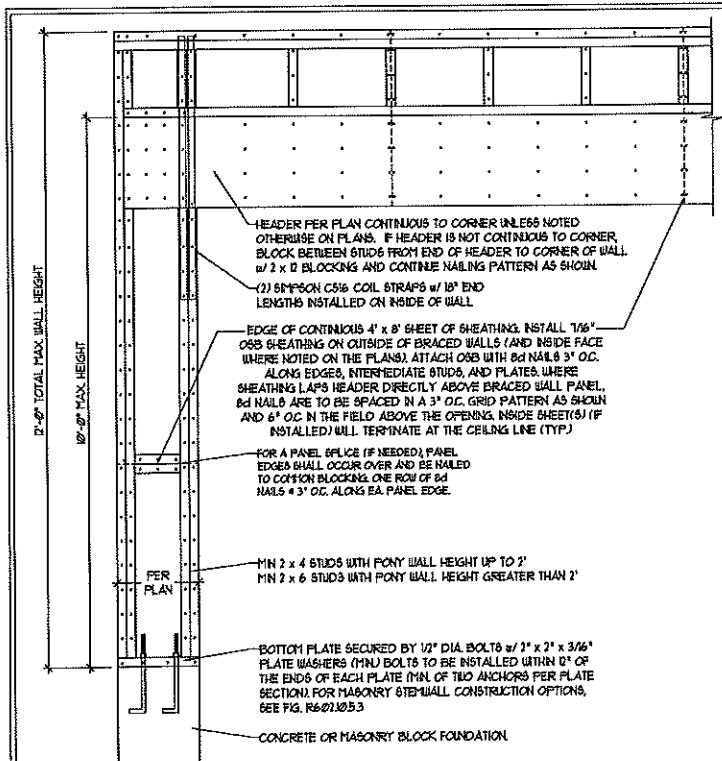 HEADER PER PLAN CONTINUOUS TO CORNER UNLESS NOTED
OTHERWISE ON PLANS. IF HEADER IS NOT CONTINUOUS TO CORNER,
BLOCK BETWEEN STUDS FROM END OF HEADER TO CORNER OF WALL
w/ 2 x 12 BLOCKING AND CONTINUE NAILING PATTERN AS SHOWN
(2) SIMPSON CS16 COIL STRAPS w/ 18" END
LENGTHS INSTALLED ON INSIDE OF WALL
EDGE OF CONTINUOUS 4' x 8' SHEET OF SHEATHING. INSTALL 7/16"
OSB SHEATHING ON OUTSIDE OF BRACED WALLS (AND INSIDE FACE
WHERE NOTED ON THE PLANS). ATTACH OSB WITH 8d NAILS 3" O.C.
ALONG EDGES, INTERMEDIATE STUDS, AND PLATES. WHERE
SHEATHING LAPS HEADER DIRECTLY ABOVE BRACED WALL PANEL,
8d NAILS ARE TO BE SPACED IN A 3" O.C. GRID PATTERN AS SHOWN
AND 6" O.C IN THE FIELD ABOVE THE OPENING. INSIDE SHEET(S) (IF
INSTALLED) WILL TERMINATE AT THE CEILING LINE (TYP.)
FOR A PANEL SPLICE (IF NEEDED), PANEL
EDGES SHALL OCCUR OVER AND BE NAILED
TO COMMON BLOCKING. ONE ROW OF 8d
NAILS @ 3" O.C. ALONG EA. PANEL EDGE.
MIN 2 x 4 STUDS WITH PONY WALL HEIGHT UP TO 2'
MIN 2 x 6 STUDS WITH PONY WALL HEIGHT GREATER THAN 2'
PER
PLAN
BOTTOM PLATE SECURED BY 1/2" DIA. BOLTS w/ 2" x 2" x 3/16"
PLATE WASHERS (MIN.) BOLTS TO BE INSTALLED WITHIN 12" OF
THE ENDS OF EACH PLATE (MIN. OF TWO ANCHORS PER PLATE
SECTION). FOR MASONRY STEMWALL CONSTRUCTION OPTIONS,
SEE FIG. R602.10.5.3
CONCRETE OR MASONRY BLOCK FOUNDATION.
12'-0" TOTAL MAX. WALL HEIGHT
10'-0" MAX. HEIGHT